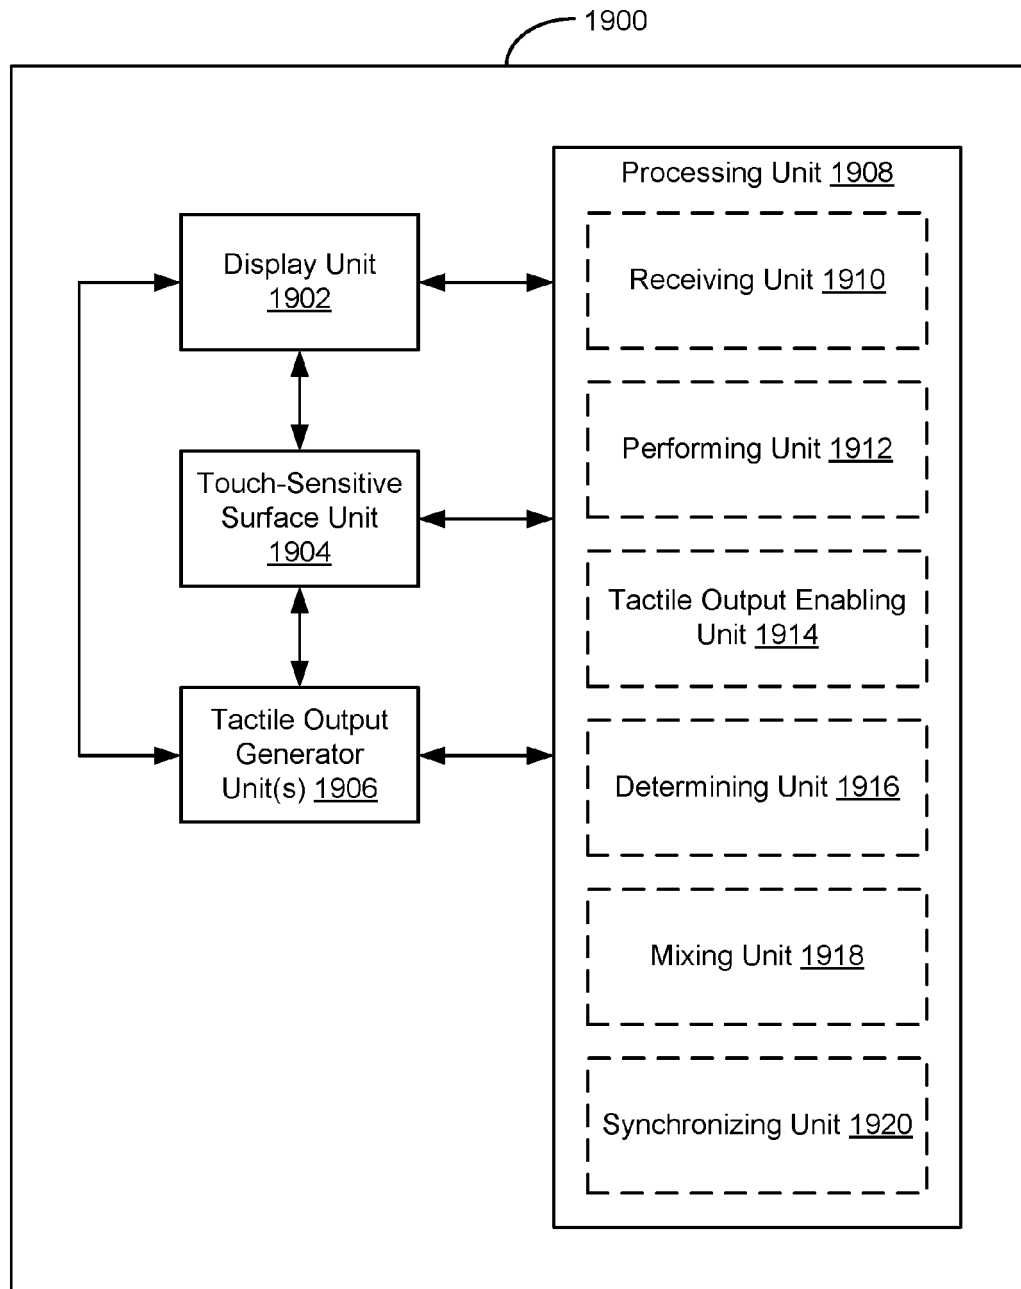 1900
Processing Unit 1908
Display Unit
1902
Receiving Unit 1910
Performing Unit 1912
Touch-Sensitive
Surface Unit
1904
Tactile Output Enabling
Unit 1914
Tactile Output
Generator
Unit(s) 1906
Determining Unit 1916
Mixing Unit 1918
Synchronizing Unit 1920